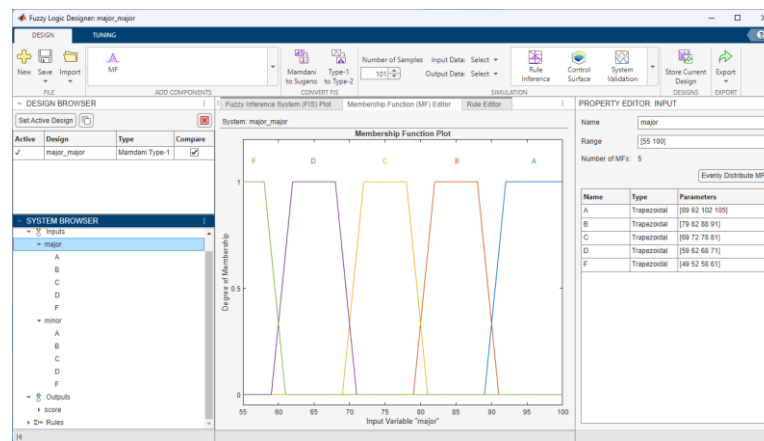 Fuzzy Logic Designer: major_major
DESIGN TUNING
New Save Import
MF
Mamdani to Sugeno
Type-1 to Type-2
Number of Samples 101
Input Data: Select
Output Data: Select
Rule Inference
Control Surface
System Validation
Store Current Design
Export
FILE ADD COMPONENTS CONVERT FIS SIMULATION DESIGNS EXPORT
DESIGN BROWSER
Set Active Design
Active Design Type Compare
✓ major_major Mamdani Type-1
SYSTEM BROWSER
Inputs
major
A
B
C
D
F
minor
A
B
C
D
F
Outputs
score
Rules
Fuzzy Inference System (FIS) Plot Membership Function (MF) Editor Rule Editor
System: major_major
Membership Function Plot
F D C B A
1
0.5
0
Degree of Membership
55 60 65 70 75 80 85 90 95 100
Input Variable "major"
PROPERTY EDITOR: INPUT
Name major
Range [55 100]
Number of MFs: 5
Evenly Distribute MF
Name Type Parameters
A Trapezoidal [89 92 102 105]
B Trapezoidal [79 82 88 91]
C Trapezoidal [69 72 78 81]
D Trapezoidal [59 62 68 71]
F Trapezoidal [49 52 58 61]